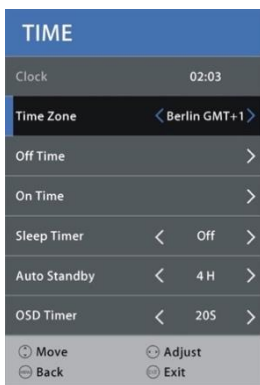 TIME
Clock 02:03
Time Zone Berlin GMT+1
Off Time
On Time
Sleep Timer Off
Auto Standby 4 H
OSD Timer 20S
Move Adjust
Back Exit